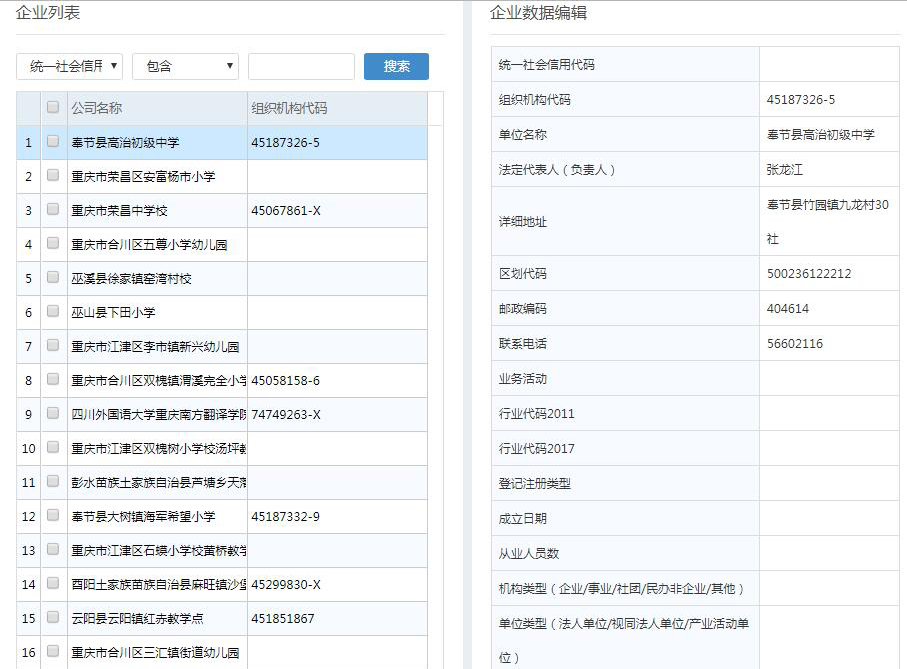 企业列表
统一社会信用
包含
搜索
公司名称 组织机构代码
1 奉节县高治初级中学 45187326-5
2 重庆市荣昌区安富杨市小学
3 重庆市荣昌中学校 45067861-X
4 重庆市合川区五尊小学幼儿园
5 巫溪县徐家镇窑湾村校
6 巫山县下田小学
7 重庆市江津区李市镇新兴幼儿园
8 重庆市合川区双槐镇渭溪完全小学 45058158-6
9 四川外国语大学重庆南方翻译学院 74749263-X
10 重庆市江津区双槐树小学校汤坪教
11 彭水苗族土家族自治县芦塘乡天
12 奉节县大树镇海军希望小学 45187332-9
13 重庆市江津区石蟆小学校黄桥教学
14 酉阳土家族苗族自治县麻旺镇沙 45299830-X
15 云阳县云阳镇红赤教学点 451851867
16 重庆市合川区三汇镇街道幼儿园
企业数据编辑
统一社会信用代码
组织机构代码 45187326-5
单位名称 奉节县高治初级中学
法定代表人（负责人） 张龙江
详细地址 奉节县竹园镇九龙村30
社
区划代码 500236122212
邮政编码 404614
联系电话 56602116
业务活动
行业代码2011
行业代码2017
登记注册类型
成立日期
从业人员数
机构类型（企业/事业/社团/民办非企业/其他）
单位类型（法人单位/视同法人单位/产业活动单
位）